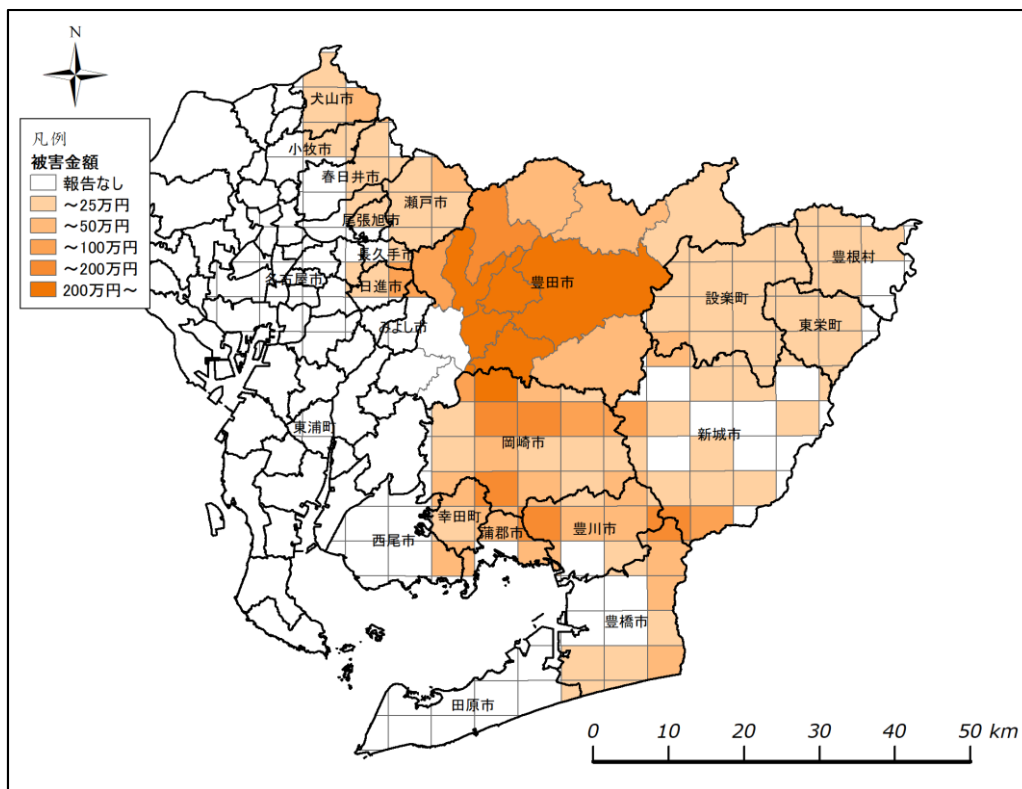 N
犬山市
凡例
被害金額
報告なし
～25万円
～50万円
～100万円
～200万円
200万円～
小牧市
春日井市
瀬戸市
尾張旭市
長久手市
名古屋市
日進市
豊田市
豊根村
設楽町
東栄町
みよし市
東浦町
岡崎市
新城市
幸田町
西尾市
蒲郡市
豊川市
豊橋市
田原市
0 10 20 30 40 50 km